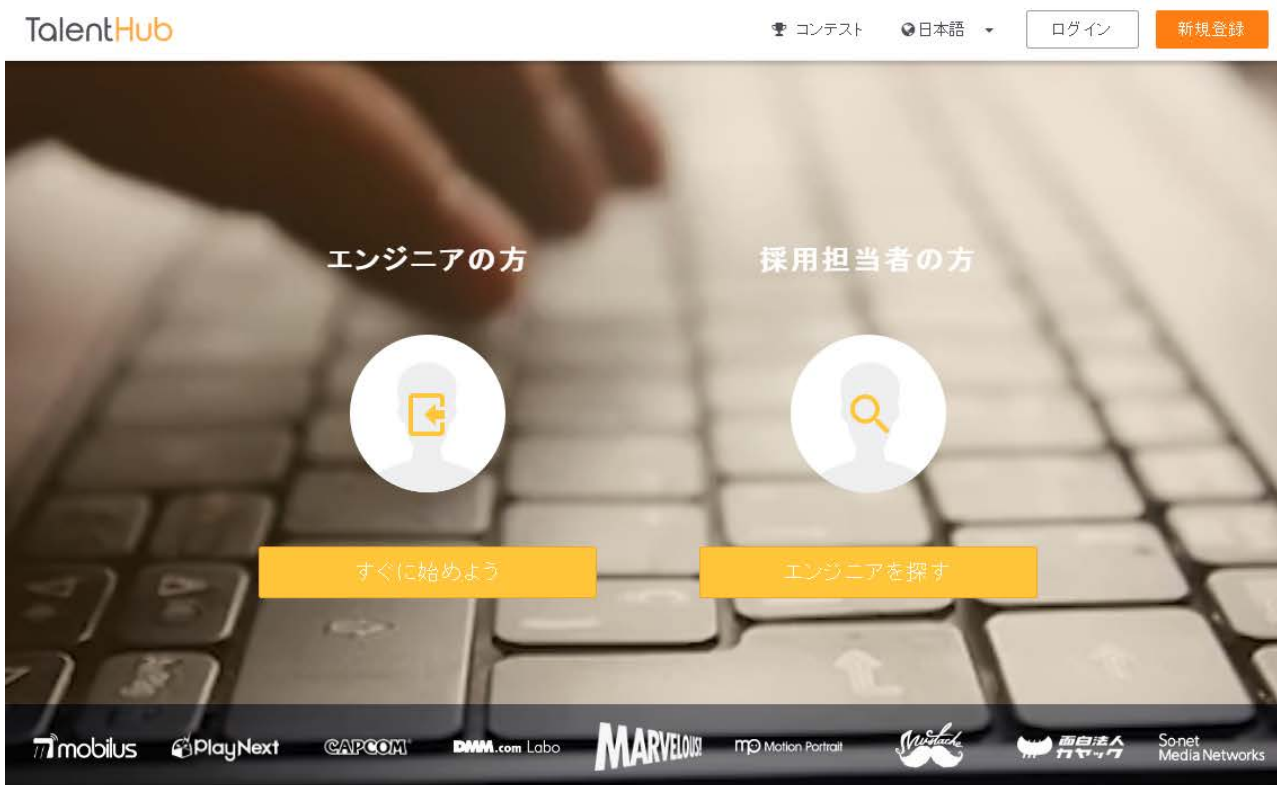 TalentHub
コンテスト
日本語
ログイン
新規登録
エンジニアの方
採用担当者の方
すぐに始めよう
エンジニアを探す
mobilus
PlayNext
CAPCOM
DMM.com Labo
MARVELOUS!
mp Motion Portrait
Mustache
面白法人
カヤック
So-net
Media Networks